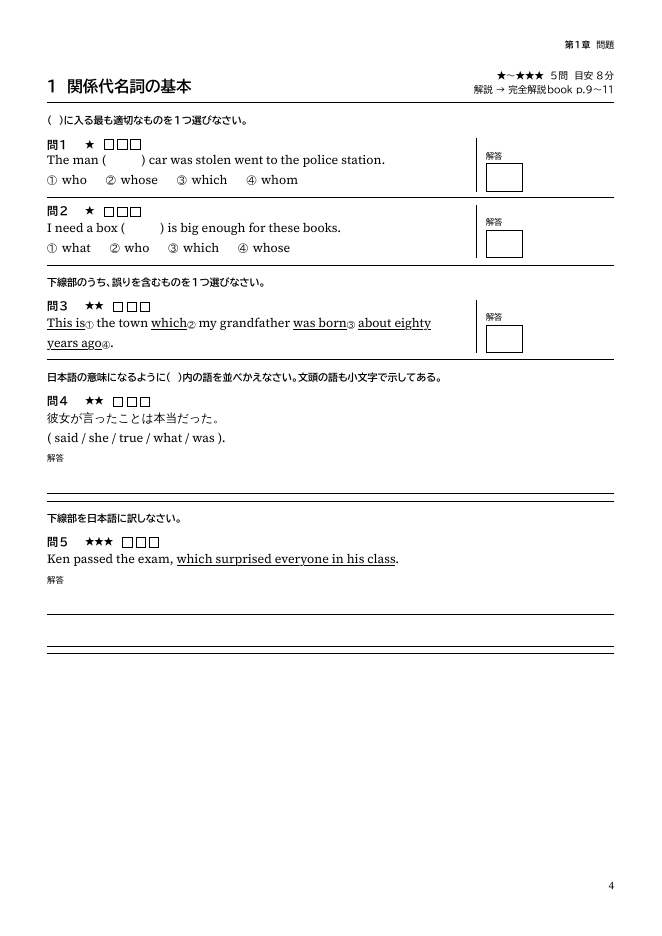 第1章 問題
1 関係代名詞の基本
★～★★★ 5問 目安 8分
解説 → 完全解説book p.9～11
( )に入る最も適切なものを1つ選びなさい。
問1 ★ □□□
The man ( ) car was stolen went to the police station.
① who ② whose ③ which ④ whom
解答
問2 ★ □□□
I need a box ( ) is big enough for these books.
① what ② who ③ which ④ whose
解答
下線部のうち、誤りを含むものを1つ選びなさい。
問3 ★★ □□□
This is① the town which② my grandfather was born③ about eighty
years ago④.
解答
日本語の意味になるように( )内の語を並べかえなさい。文頭の語も小文字で示してある。
問4 ★★ □□□
彼女が言ったことは本当だった。
( said / she / true / what / was ).
解答
下線部を日本語に訳しなさい。
問5 ★★★ □□□
Ken passed the exam, which surprised everyone in his class.
解答
4